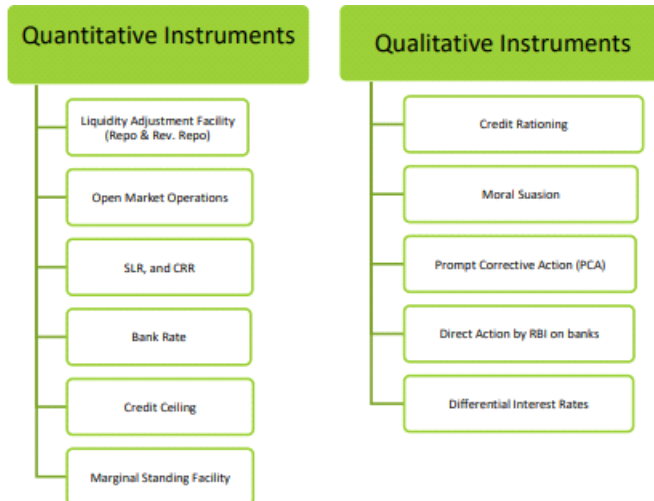 Quantitative Instruments
Liquidity Adjustment Facility
(Repo & Rev. Repo)
Open Market Operations
SLR, and CRR
Bank Rate
Credit Ceiling
Marginal Standing Facility
Qualitative Instruments
Credit Rationing
Moral Suasion
Prompt Corrective Action (PCA)
Direct Action by RBI on banks
Differential Interest Rates